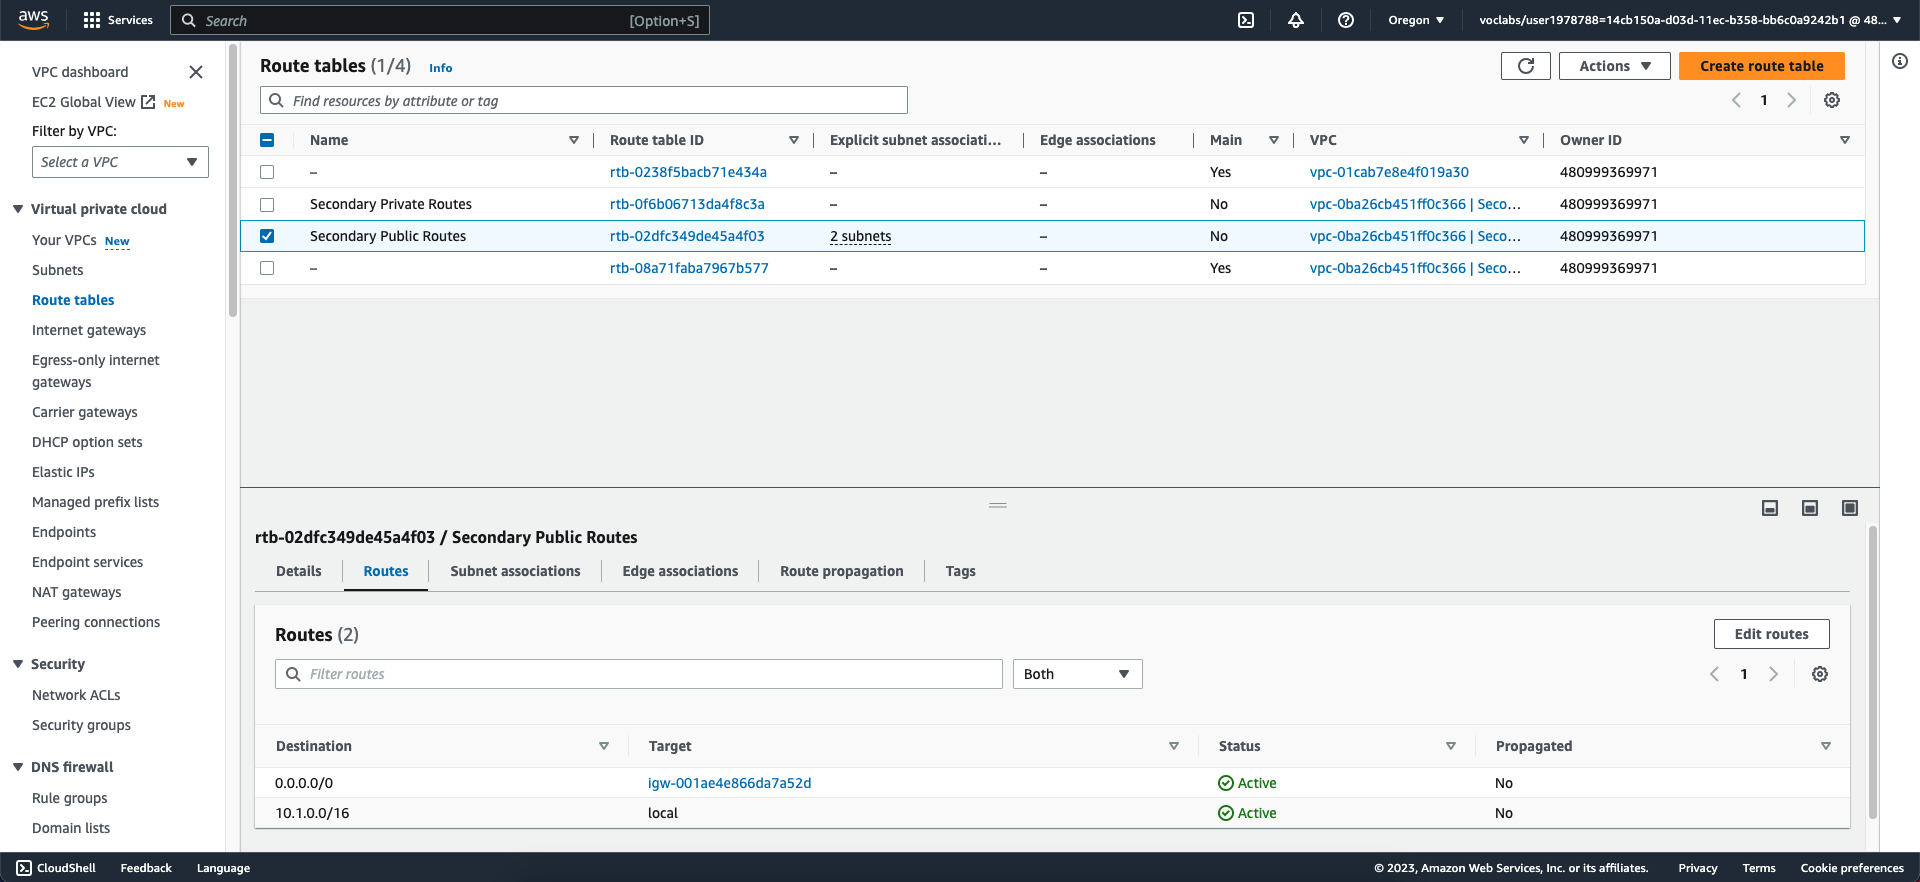 aws
Services
Search [Option+S]
Oregon ▼
voclabs/user1978788=14cb150a-d03d-11ec-b358-bb6c0a9242b1 @ 48... ▼
VPC dashboard
EC2 Global View New
Filter by VPC:
Select a VPC
Virtual private cloud
Your VPCs New
Subnets
Route tables
Internet gateways
Egress-only internet
gateways
Carrier gateways
DHCP option sets
Elastic IPs
Managed prefix lists
Endpoints
Endpoint services
NAT gateways
Peering connections
Security
Network ACLs
Security groups
DNS firewall
Rule groups
Domain lists
Route tables (1/4) Info
Actions ▼
Create route table
Find resources by attribute or tag
1
Name Route table ID Explicit subnet associati... Edge associations Main VPC Owner ID
– rtb-0238f5bacb71e434a – – Yes vpc-01cab7e8e4f019a30 480999369971
Secondary Private Routes rtb-0f6b06713da4f8c3a – – No vpc-0ba26cb451ff0c366 | Seco... 480999369971
Secondary Public Routes rtb-02dfc349de45a4f03 2 subnets – No vpc-0ba26cb451ff0c366 | Seco... 480999369971
– rtb-08a71faba7967b577 – – Yes vpc-0ba26cb451ff0c366 | Seco... 480999369971
rtb-02dfc349de45a4f03 / Secondary Public Routes
Details Routes Subnet associations Edge associations Route propagation Tags
Routes (2)
Edit routes
Filter routes
Both
1
Destination Target Status Propagated
0.0.0.0/0 igw-001ae4e866da7a52d Active No
10.1.0.0/16 local Active No
CloudShell Feedback Language
© 2023, Amazon Web Services, Inc. or its affiliates. Privacy Terms Cookie preferences